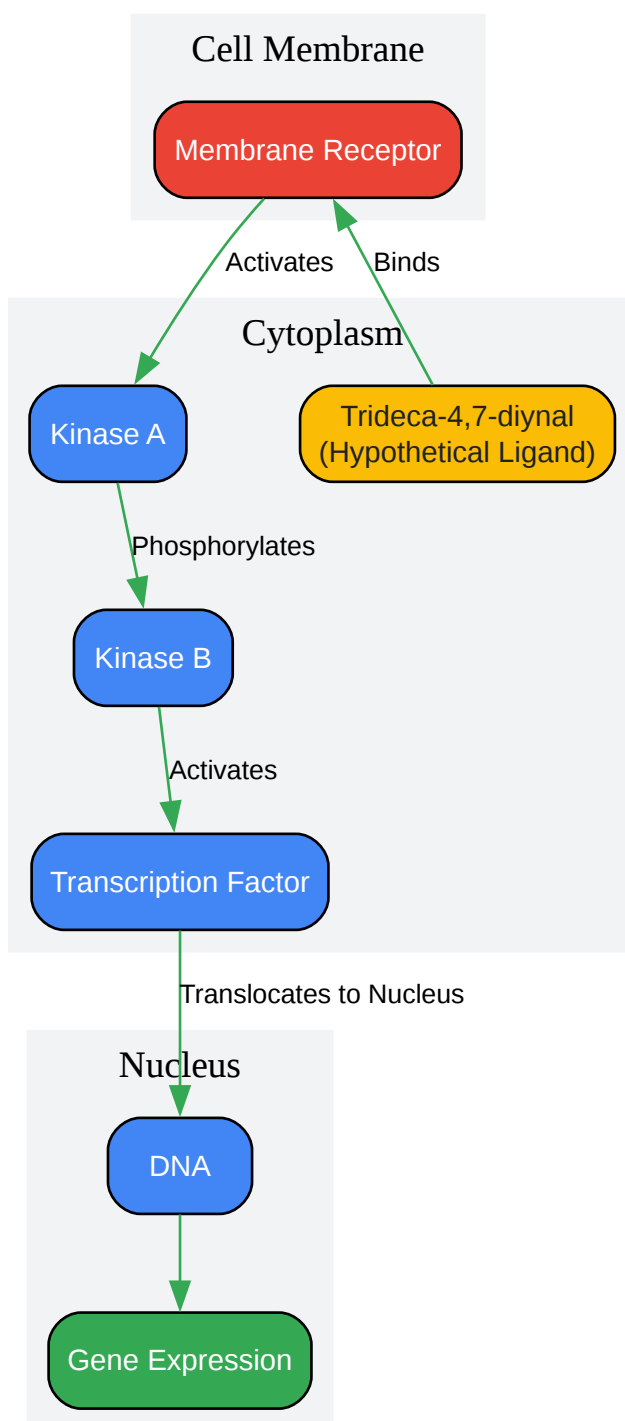 Cell Membrane
Membrane Receptor
Activates
Binds
Cytoplasm
Kinase A
Trideca-4,7-diynal
(Hypothetical Ligand)
Phosphorylates
Kinase B
Activates
Transcription Factor
Translocates to Nucleus
Nucleus
DNA
Gene Expression